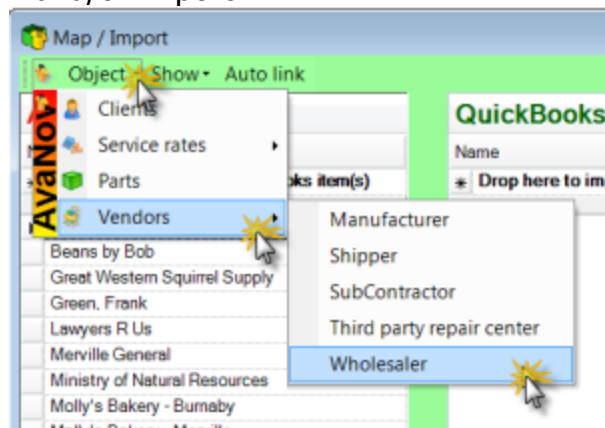 Map / Import
Object Show Auto link
Clients
QuickBooks
Service rates
Name
Parts
oks item(s)
Drop here to im
Vendors
AvaNov
Manufacturer
Beans by Bob
Shipper
Great Western Squirrel Supply
SubContractor
Green, Frank
Lawyers R Us
Third party repair center
Merville General
Wholesaler
Ministry of Natural Resources
Molly's Bakery - Burnaby